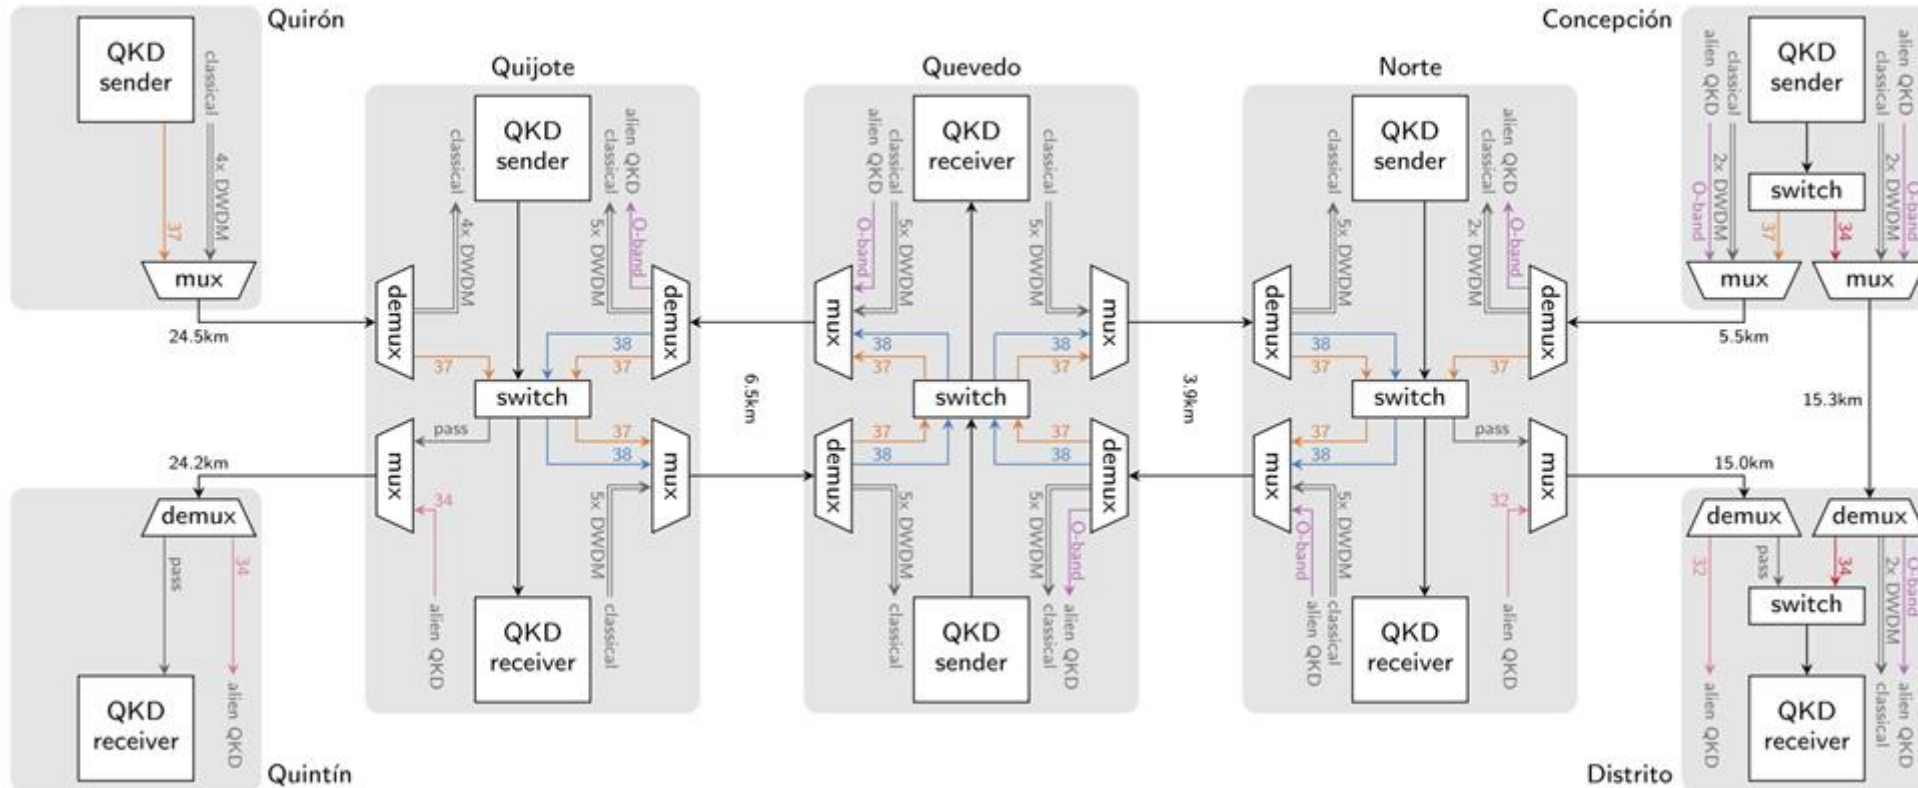 Quirón
QKD
sender
classical
4x DWDM
37
mux
24.5km
Quijote
QKD
sender
classical
4x DWDM
classical
5x DWDM
alien QKD
O-band
demux
demux
38
37
37
switch
pass
37
38
mux
mux
34
alien QKD
5x DWDM
classical
QKD
receiver
24.2km
Quintín
demux
pass
34
QKD
receiver
alien QKD
6.5km
Quevedo
QKD
receiver
alien QKD
O-band
classical
5x DWDM
classical
mux
mux
38
38
37
37
switch
37
37
38
38
demux
demux
5x DWDM
classical
5x DWDM
classical
O-band
alien QKD
QKD
sender
3.9km
Norte
QKD
sender
classical
5x DWDM
classical
2x DWDM
alien QKD
O-band
demux
demux
38
37
37
switch
37
pass
38
mux
mux
O-band
alien QKD
5x DWDM
classical
32
alien QKD
QKD
receiver
Concepción
QKD
sender
alien QKD
O-band
classical
2x DWDM
classical
2x DWDM
alien QKD
O-band
switch
37
34
mux
mux
5.5km
15.3km
15.0km
demux
demux
32
pass
34
2x DWDM
O-band
switch
alien QKD
QKD
receiver
classical
alien QKD
Distrito